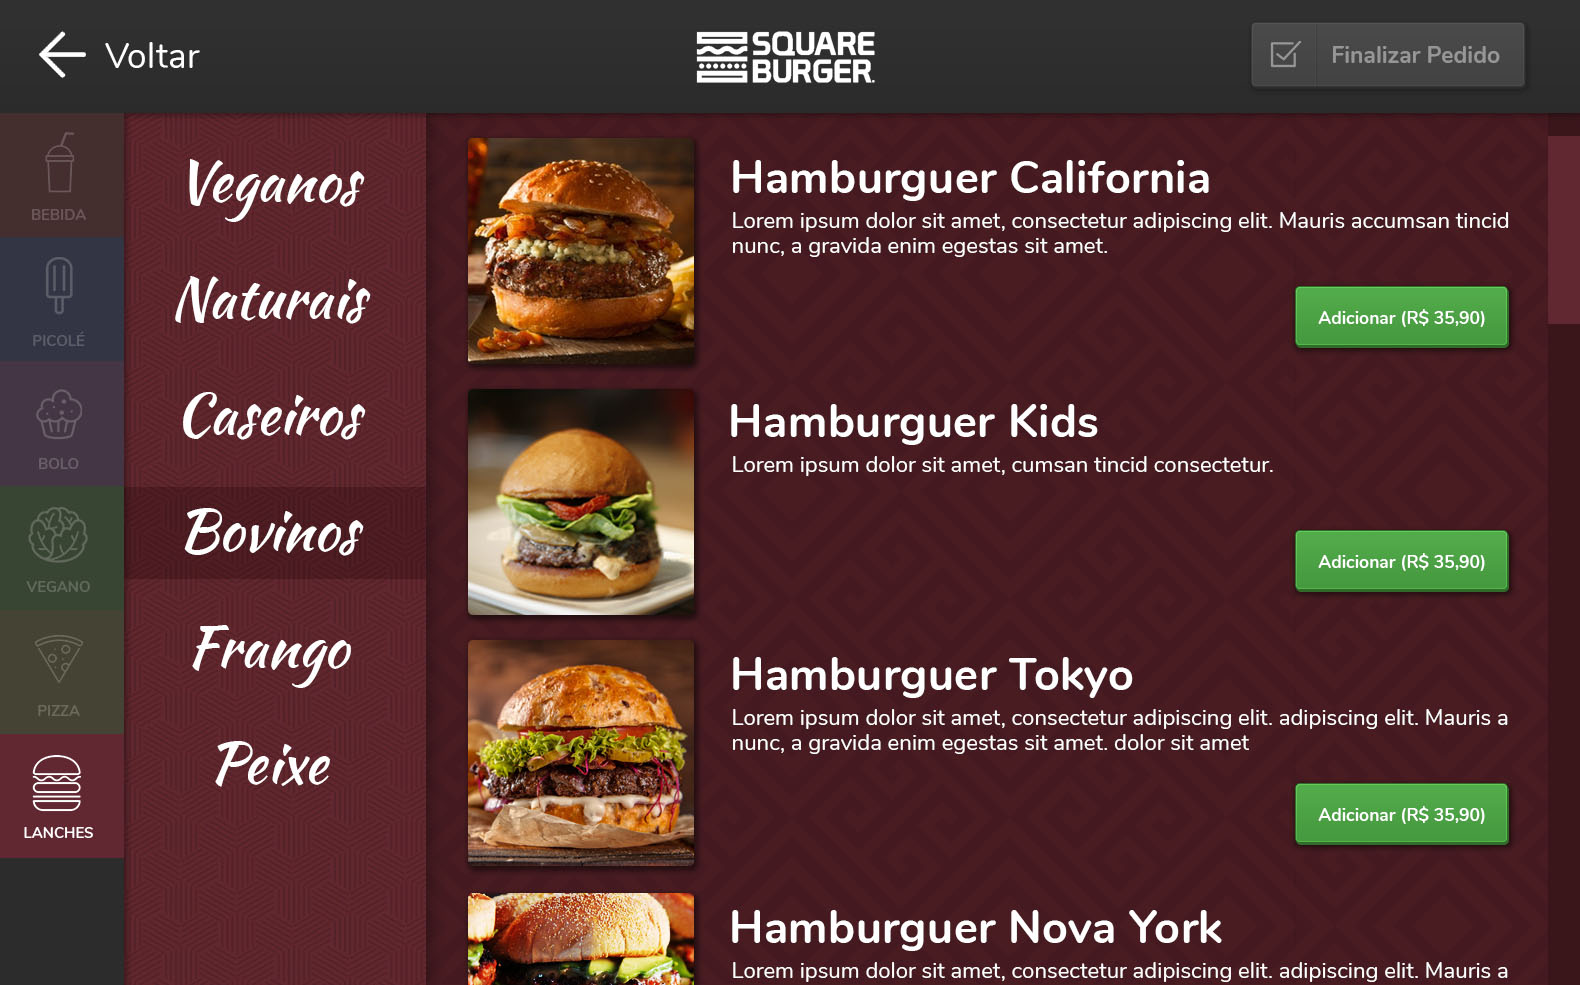 Voltar
SQUARE
BURGER
Finalizar Pedido
BEBIDA
PICOLÉ
BOLO
VEGANO
PIZZA
LANCHES
Veganos
Naturais
Caseiros
Bovinos
Frango
Peixe
Hamburguer California
Lorem ipsum dolor sit amet, consectetur adipiscing elit. Mauris accumsan tincid
nunc, a gravida enim egestas sit amet.
Adicionar (R$ 35,90)
Hamburguer Kids
Lorem ipsum dolor sit amet, cumsan tincid consectetur.
Adicionar (R$ 35,90)
Hamburguer Tokyo
Lorem ipsum dolor sit amet, consectetur adipiscing elit. adipiscing elit. Mauris a
nunc, a gravida enim egestas sit amet. dolor sit amet
Adicionar (R$ 35,90)
Hamburguer Nova York
Lorem ipsum dolor sit amet, consectetur adipiscing elit. adipiscing elit. Mauris a